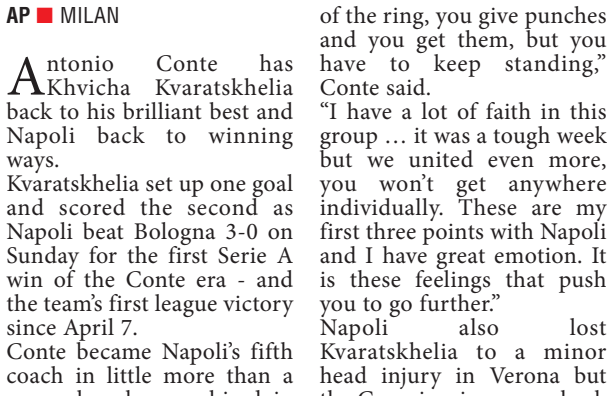 AP ■ MILAN
Antonio Conte has
Khvicha Kvaratskhelia
back to his brilliant best and
Napoli back to winning
ways.
Kvaratskhelia set up one goal
and scored the second as
Napoli beat Bologna 3-0 on
Sunday for the first Serie A
win of the Conte era - and
the team's first league victory
since April 7.
Conte became Napoli's fifth
coach in little more than a
of the ring, you give punches
and you get them, but you
have to keep standing,”
Conte said.
“I have a lot of faith in this
group … it was a tough week
but we united even more,
you won't get anywhere
individually. These are my
first three points with Napoli
and I have great emotion. It
is these feelings that push
you to go further.”
Napoli also lost
Kvaratskhelia to a minor
head injury in Verona but